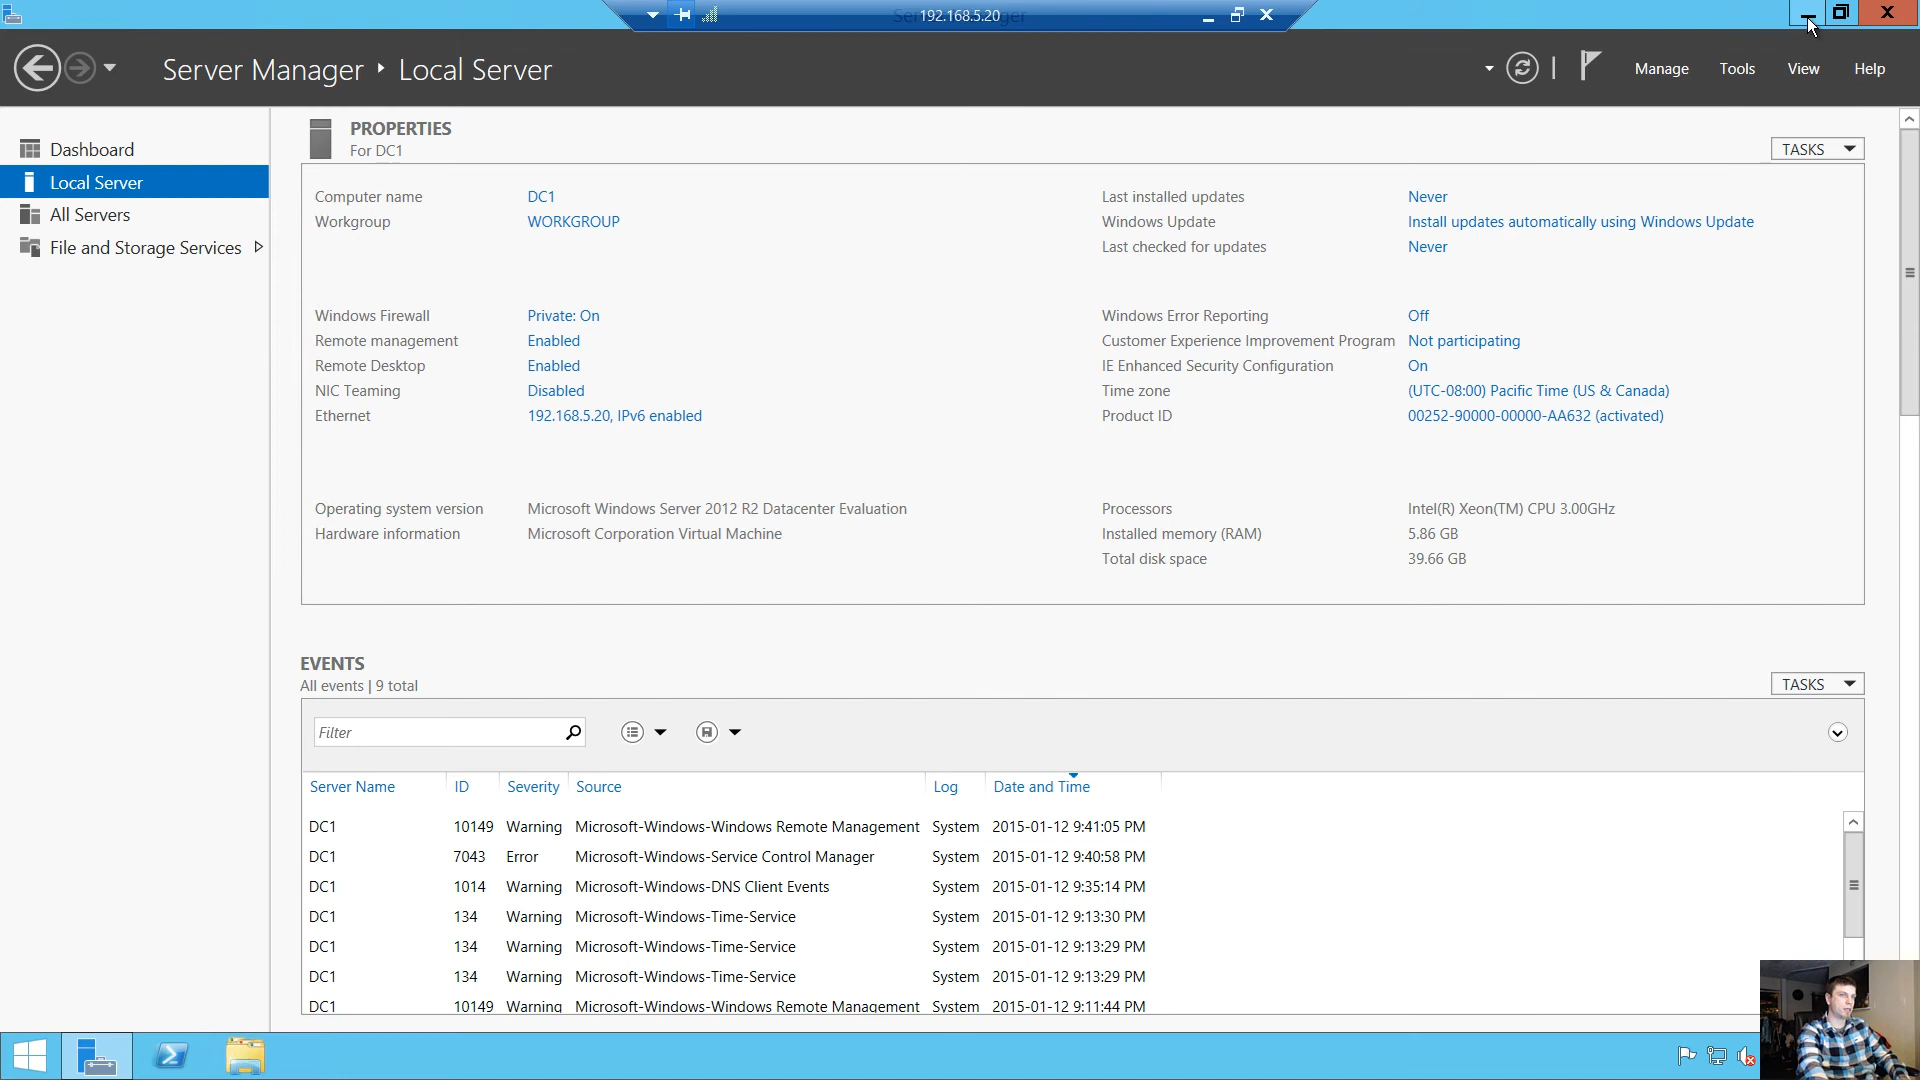 192.168.5.20
Server Manager ‣ Local Server
Manage Tools View Help
Dashboard
Local Server
All Servers
File and Storage Services
PROPERTIES
For DC1
TASKS
Computer name DC1
Workgroup WORKGROUP
Last installed updates Never
Windows Update Install updates automatically using Windows Update
Last checked for updates Never
Windows Firewall Private: On
Remote management Enabled
Remote Desktop Enabled
NIC Teaming Disabled
Ethernet 192.168.5.20, IPv6 enabled
Windows Error Reporting Off
Customer Experience Improvement Program Not participating
IE Enhanced Security Configuration On
Time zone (UTC-08:00) Pacific Time (US & Canada)
Product ID 00252-90000-00000-AA632 (activated)
Operating system version Microsoft Windows Server 2012 R2 Datacenter Evaluation
Hardware information Microsoft Corporation Virtual Machine
Processors Intel(R) Xeon(TM) CPU 3.00GHz
Installed memory (RAM) 5.86 GB
Total disk space 39.66 GB
EVENTS
All events | 9 total
TASKS
Filter
Server Name ID Severity Source Log Date and Time
DC1 10149 Warning Microsoft-Windows-Windows Remote Management System 2015-01-12 9:41:05 PM
DC1 7043 Error Microsoft-Windows-Service Control Manager System 2015-01-12 9:40:58 PM
DC1 1014 Warning Microsoft-Windows-DNS Client Events System 2015-01-12 9:35:14 PM
DC1 134 Warning Microsoft-Windows-Time-Service System 2015-01-12 9:13:30 PM
DC1 134 Warning Microsoft-Windows-Time-Service System 2015-01-12 9:13:29 PM
DC1 134 Warning Microsoft-Windows-Time-Service System 2015-01-12 9:13:29 PM
DC1 10149 Warning Microsoft-Windows-Windows Remote Management System 2015-01-12 9:11:44 PM